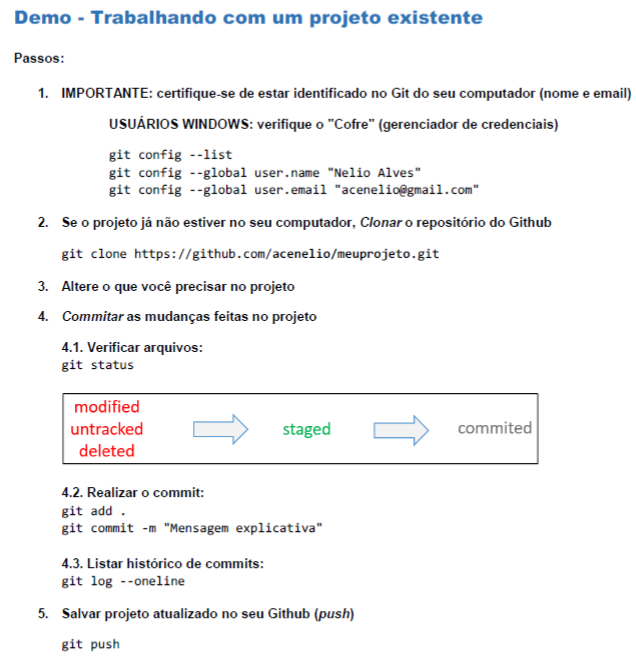 Demo - Trabalhando com um projeto existente
Passos:
1. IMPORTANTE: certifique-se de estar identificado no Git do seu computador (nome e email)
USUÁRIOS WINDOWS: verifique o "Cofre" (gerenciador de credenciais)
git config --list
git config --global user.name "Nelio Alves"
git config --global user.email "acenelio@gmail.com"
2. Se o projeto já não estiver no seu computador, Clonar o repositório do Github
git clone https://github.com/acenelio/meuprojeto.git
3. Altere o que você precisar no projeto
4. Commitar as mudanças feitas no projeto
4.1. Verificar arquivos:
git status
modified
untracked
deleted
staged
commited
4.2. Realizar o commit:
git add .
git commit -m "Mensagem explicativa"
4.3. Listar histórico de commits:
git log --oneline
5. Salvar projeto atualizado no seu Github (push)
git push